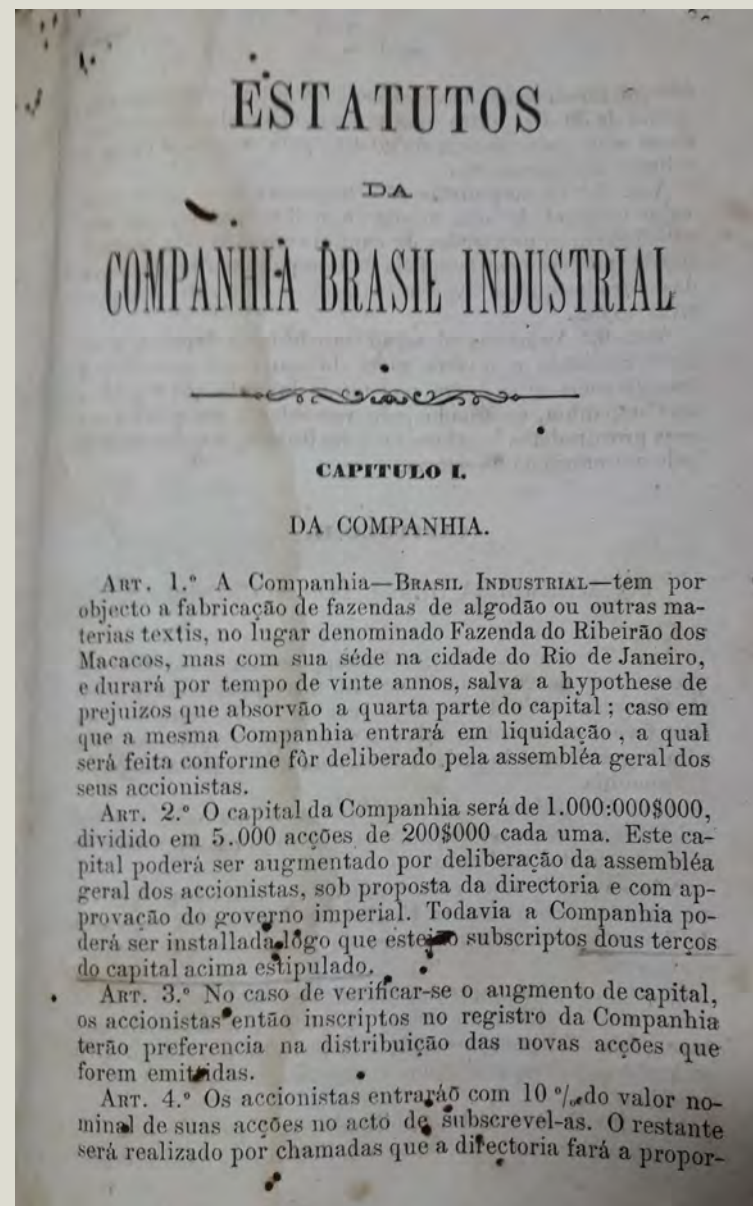 ESTATUTOS
DA
COMPANHIA BRASIL INDUSTRIAL
CAPITULO I.
DA COMPANHIA.
ART. 1.º A Companhia—BRASIL INDUSTRIAL—tem por
objecto a fabricação de fazendas de algodão ou outras ma-
terias textis, no lugar denominado Fazenda do Ribeirão dos
Macacos, mas com sua séde na cidade do Rio de Janeiro,
e durará por tempo de vinte annos, salva a hypothese de
prejuizos que absorvão a quarta parte do capital ; caso em
que a mesma Companhia entrará em liquidação , a qual
será feita conforme fôr deliberado pela assembléa geral dos
seus accionistas.
ART. 2.º O capital da Companhia será de 1.000:000$000,
dividido em 5.000 acções de 200$000 cada uma. Este ca-
pital poderá ser augmentado por deliberação da assembléa
geral dos accionistas, sob proposta da directoria e com ap-
provação do governo imperial. Todavia a Companhia po-
derá ser installada lógo que estejão subscriptos dous terços
do capital acima estipulado.
ART. 3.º No caso de verificar-se o augmento de capital,
os accionistas então inscriptos no registro da Companhia
terão preferencia na distribuição das novas acções que
forem emittidas.
ART. 4.º Os accionistas entraráõ com 10 º/o do valor no-
minal de suas acções no acto de subscrevel-as. O restante
será realizado por chamadas que a directoria fará a propor-